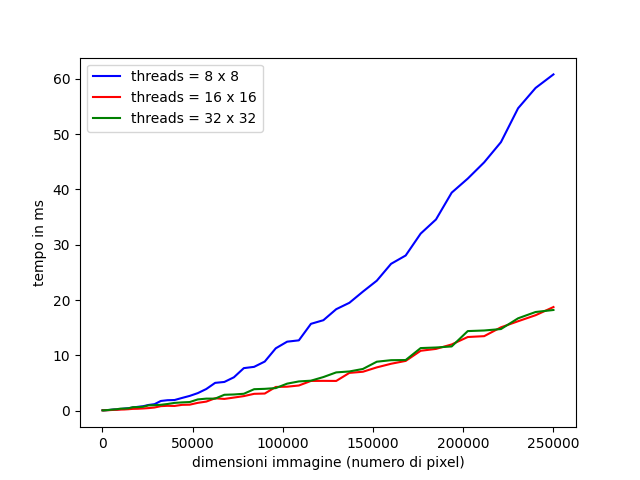 threads = 8 x 8
threads = 16 x 16
threads = 32 x 32
60
50
40
30
20
10
0
tempo in ms
0 50000 100000 150000 200000 250000
dimensioni immagine (numero di pixel)